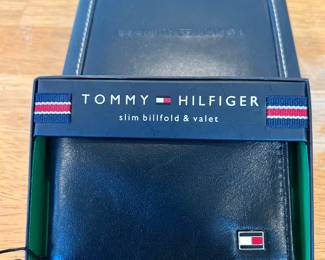 TOMMY HILFIGER
slim billfold & valet